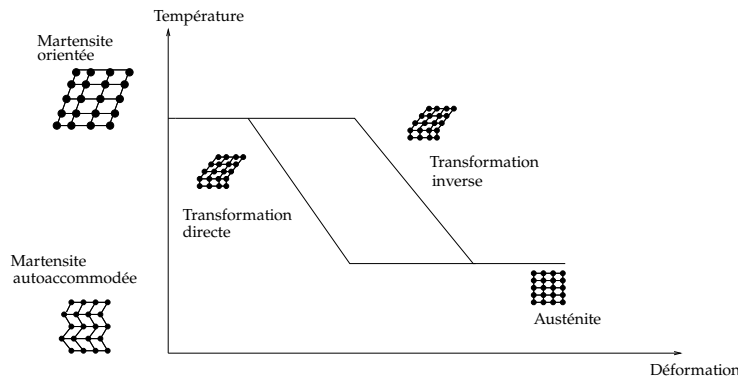 Température
Martensite
orientée
Transformation
inverse
Transformation
directe
Martensite
autoaccommodée
Austénite
Déformation